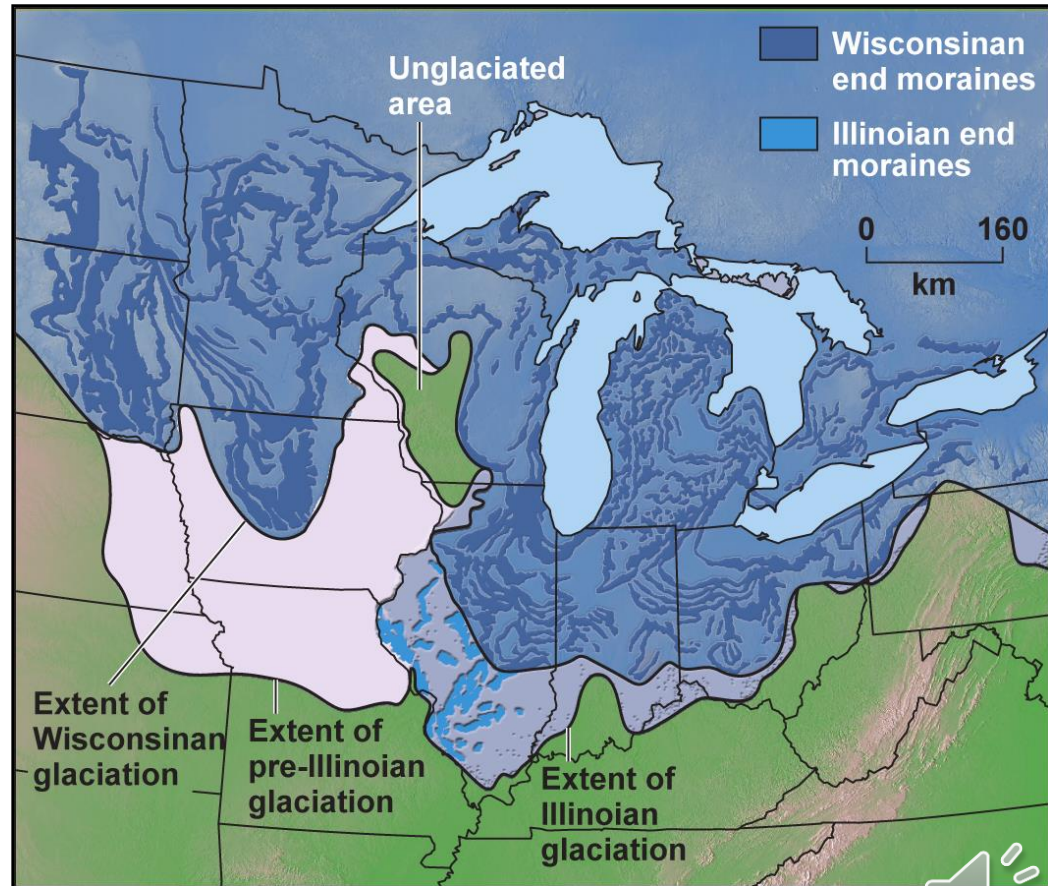 Unglaciated
area
Wisconsinan
end moraines
Illinoian end
moraines
0 160
km
Extent of
Wisconsinan
glaciation
Extent of
pre-Illinoian
glaciation
Extent of
Illinoian
glaciation